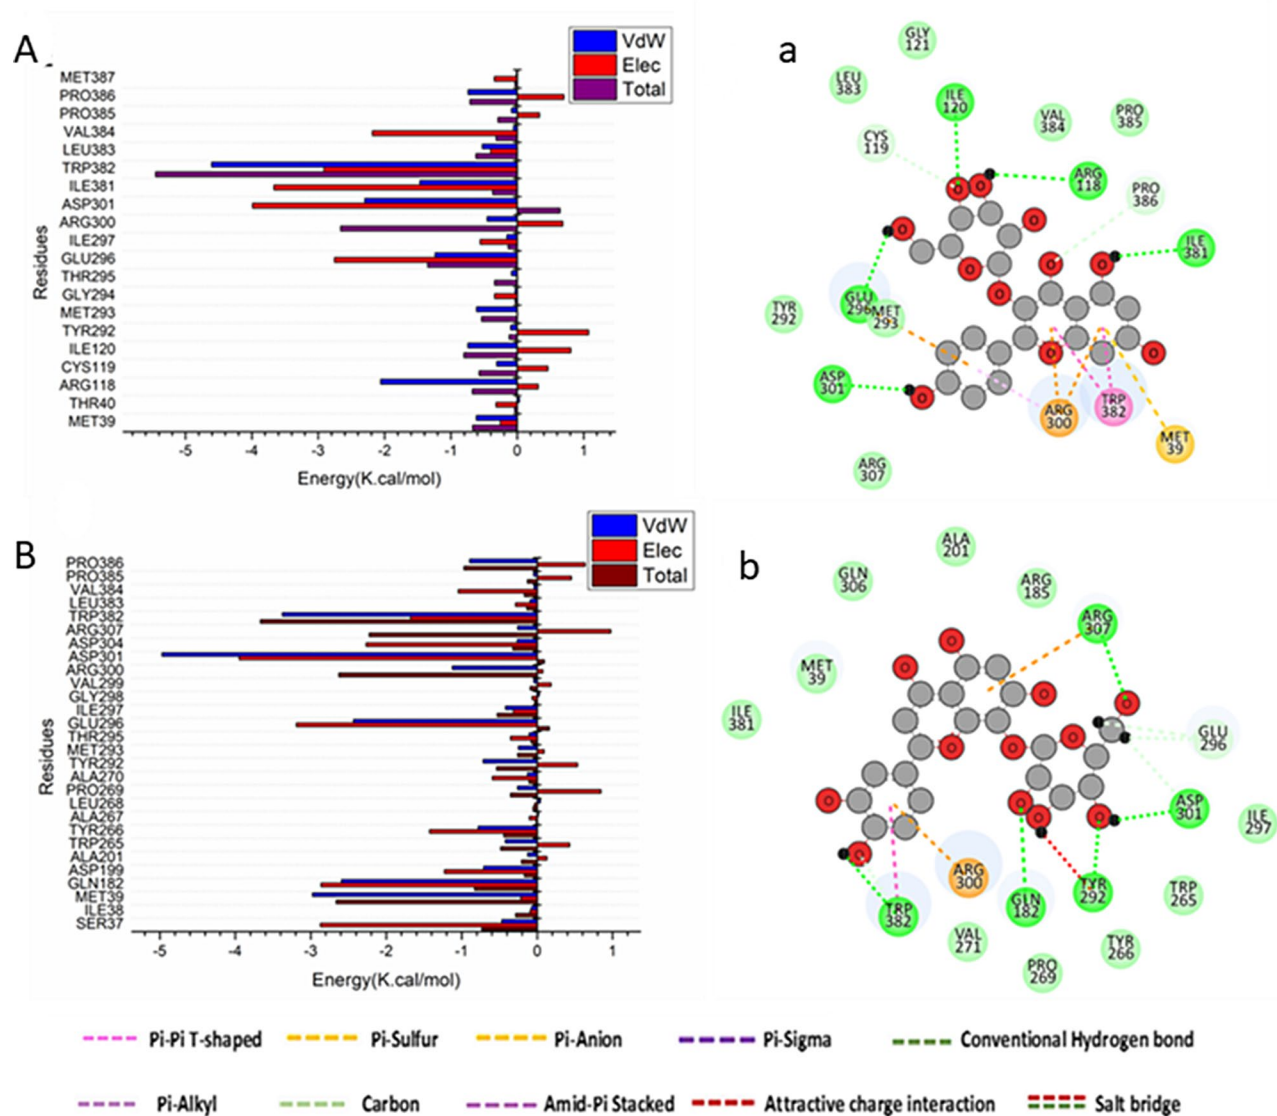 A
VdW
Elec
Total
MET387
PRO386
PRO385
VAL384
LEU383
TRP382
ILE381
ASP301
ARG300
ILE297
GLU296
THR295
GLY294
MET293
TYR292
ILE120
CYS119
ARG118
THR40
MET39
Residues
-5 -4 -3 -2 -1 0 1
Energy(K.cal/mol)
a
GLY
121
LEU
383
ILE
120
CYS
119
VAL
384
PRO
385
ARG
118
PRO
386
ILE
381
GLU
296
MET
293
TYR
292
ASP
301
ARG
300
TRP
382
MET
39
ARG
307
O O O O O O O O O O O
B
VdW
Elec
Total
PRO386
PRO385
VAL384
LEU383
TRP382
ARG307
ASP304
ASP301
ARG300
VAL299
GLY298
ILE297
GLU296
THR295
MET293
TYR292
ALA270
PRO269
LEU268
ALA267
TYR266
TRP265
ALA201
ASP199
GLN182
MET39
ILE38
SER37
Residues
-5 -4 -3 -2 -1 0 1
Energy(K.cal/mol)
b
ALA
201
GLN
306
ARG
185
ARG
307
MET
39
ILE
381
GLU
296
ASP
301
ILE
297
ARG
300
TRP
382
GLN
182
TYR
292
TRP
265
VAL
271
PRO
269
TYR
266
O O O O O O O O O O O O
Pi-Pi T-shaped Pi-Sulfur Pi-Anion Pi-Sigma Conventional Hydrogen bond
Pi-Alkyl Carbon Amid-Pi Stacked Attractive charge interaction Salt bridge